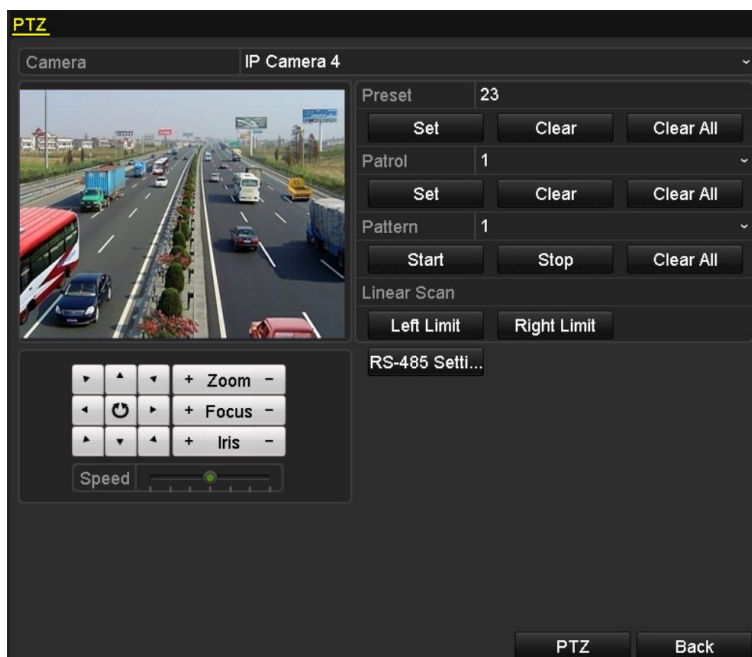 PTZ
Camera IP Camera 4
Preset 23
Set Clear Clear All
Patrol 1
Set Clear Clear All
Pattern 1
Start Stop Clear All
Linear Scan
Left Limit Right Limit
RS-485 Setti...
+ Zoom -
+ Focus -
+ Iris -
Speed
PTZ Back